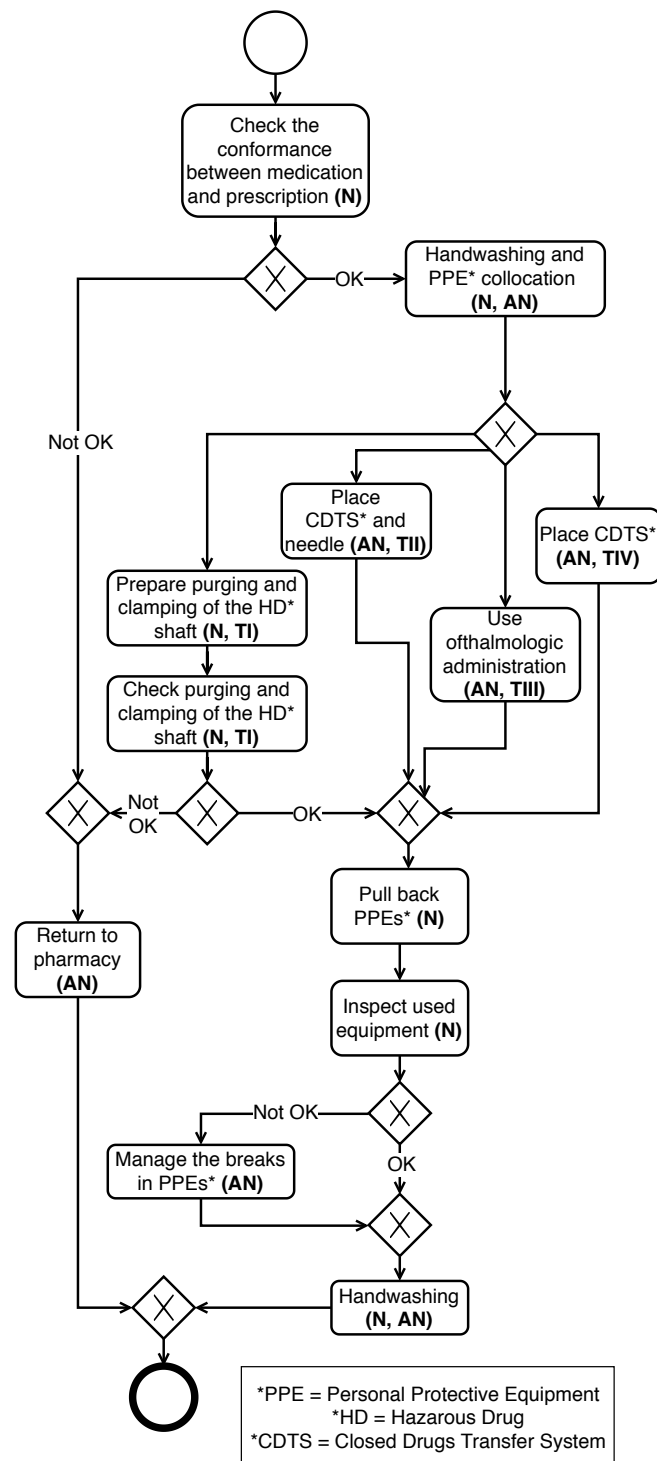 Check the
conformance
between medication
and prescription (N)
OK
Handwashing and
PPE* collocation
(N, AN)
Not OK
Place
CDTS* and
needle (AN, TII)
Place CDTS*
(AN, TIV)
Prepare purging and
clamping of the HD*
shaft (N, TI)
Use
ofthalmologic
administration
(AN, TIII)
Check purging and
clamping of the HD*
shaft (N, TI)
Not
OK
OK
Pull back
PPEs* (N)
Return to
pharmacy
(AN)
Inspect used
equipment (N)
Not OK
OK
Manage the breaks
in PPEs* (AN)
Handwashing
(N, AN)
*PPE = Personal Protective Equipment
*HD = Hazarous Drug
*CDTS = Closed Drugs Transfer System